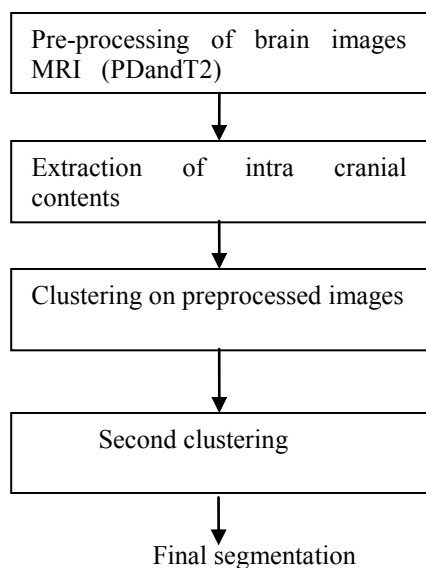 Pre-processing of brain images
MRI (PDandT2)
Extraction of intra cranial
contents
Clustering on preprocessed images
Second clustering
Final segmentation